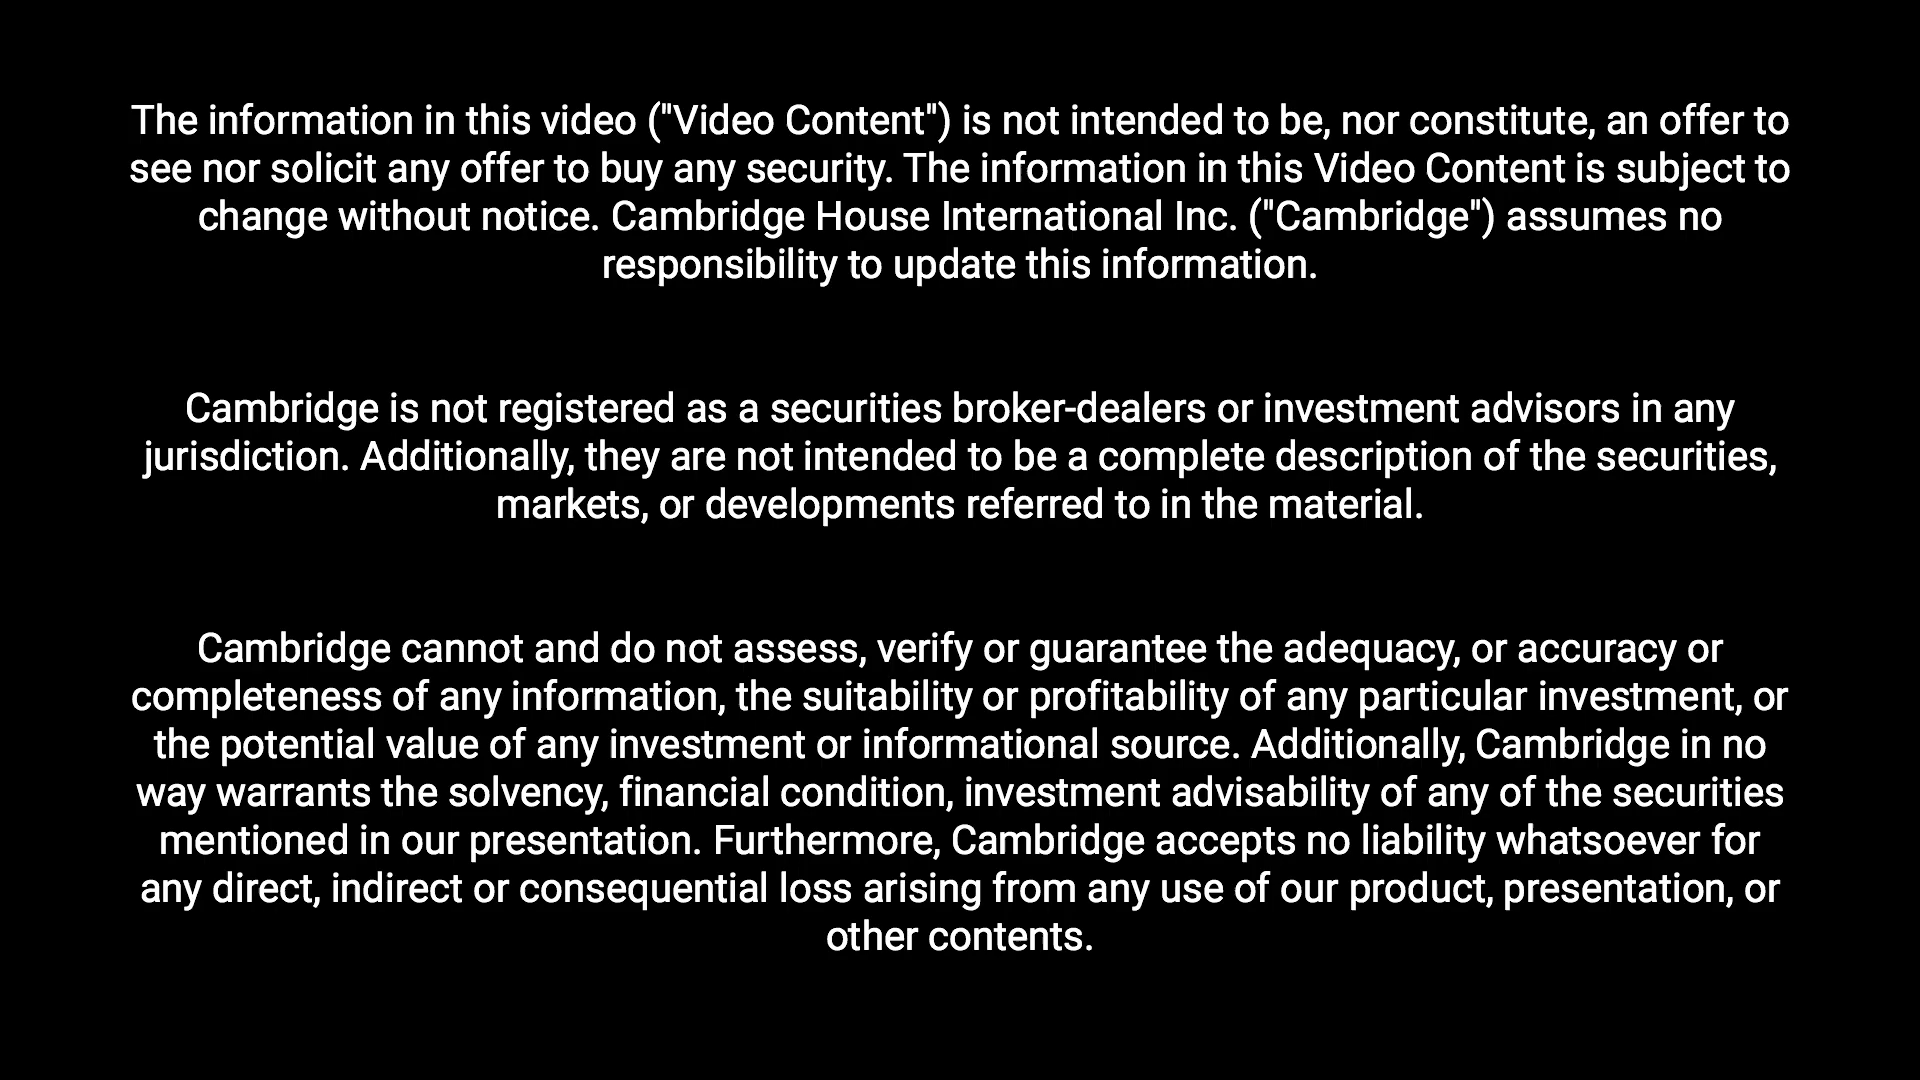 The information in this video ("Video Content") is not intended to be, nor constitute, an offer to
see nor solicit any offer to buy any security. The information in this Video Content is subject to
change without notice. Cambridge House International Inc. ("Cambridge") assumes no
responsibility to update this information.
Cambridge is not registered as a securities broker-dealers or investment advisors in any
jurisdiction. Additionally, they are not intended to be a complete description of the securities,
markets, or developments referred to in the material.
Cambridge cannot and do not assess, verify or guarantee the adequacy, or accuracy or
completeness of any information, the suitability or profitability of any particular investment, or
the potential value of any investment or informational source. Additionally, Cambridge in no
way warrants the solvency, financial condition, investment advisability of any of the securities
mentioned in our presentation. Furthermore, Cambridge accepts no liability whatsoever for
any direct, indirect or consequential loss arising from any use of our product, presentation, or
other contents.